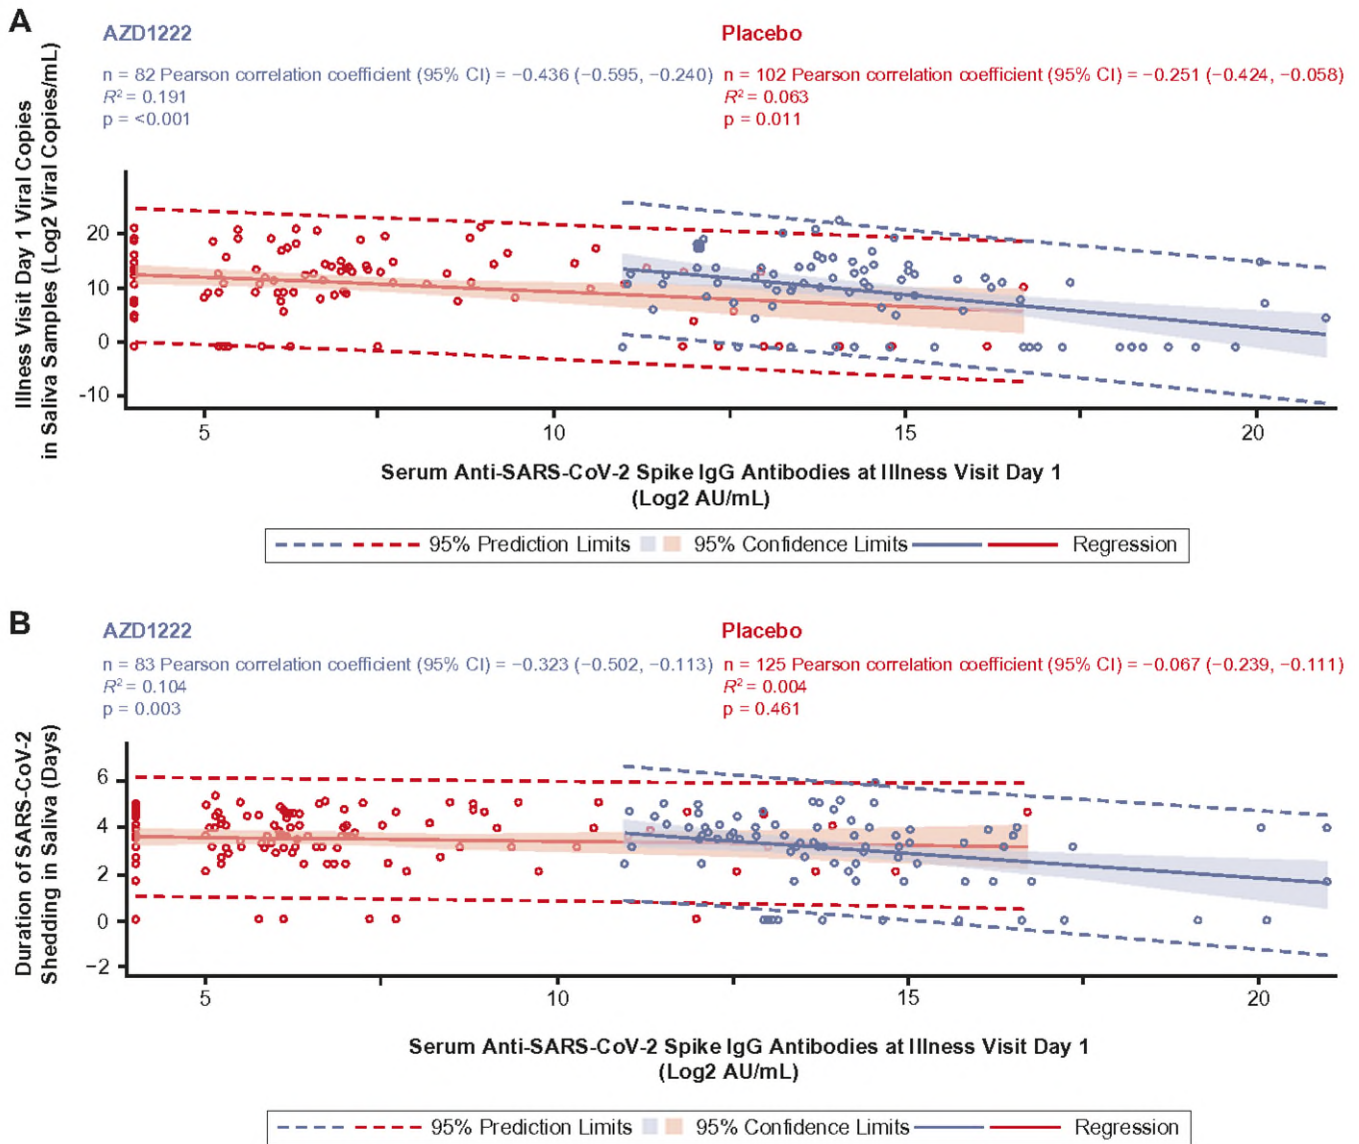 A
AZD1222
Placebo
n = 82 Pearson correlation coefficient (95% CI) = −0.436 (−0.595, −0.240)
R² = 0.191
p = <0.001
n = 102 Pearson correlation coefficient (95% CI) = −0.251 (−0.424, −0.058)
R² = 0.063
p = 0.011
Illness Visit Day 1 Viral Copies
in Saliva Samples (Log2 Viral Copies/mL)
20
10
0
-10
5
10
15
20
Serum Anti-SARS-CoV-2 Spike IgG Antibodies at Illness Visit Day 1
(Log2 AU/mL)
95% Prediction Limits 95% Confidence Limits Regression
B
AZD1222
Placebo
n = 83 Pearson correlation coefficient (95% CI) = −0.323 (−0.502, −0.113)
R² = 0.104
p = 0.003
n = 125 Pearson correlation coefficient (95% CI) = −0.067 (−0.239, −0.111)
R² = 0.004
p = 0.461
Duration of SARS-CoV-2
Shedding in Saliva (Days)
6
4
2
0
−2
5
10
15
20
Serum Anti-SARS-CoV-2 Spike IgG Antibodies at Illness Visit Day 1
(Log2 AU/mL)
95% Prediction Limits 95% Confidence Limits Regression